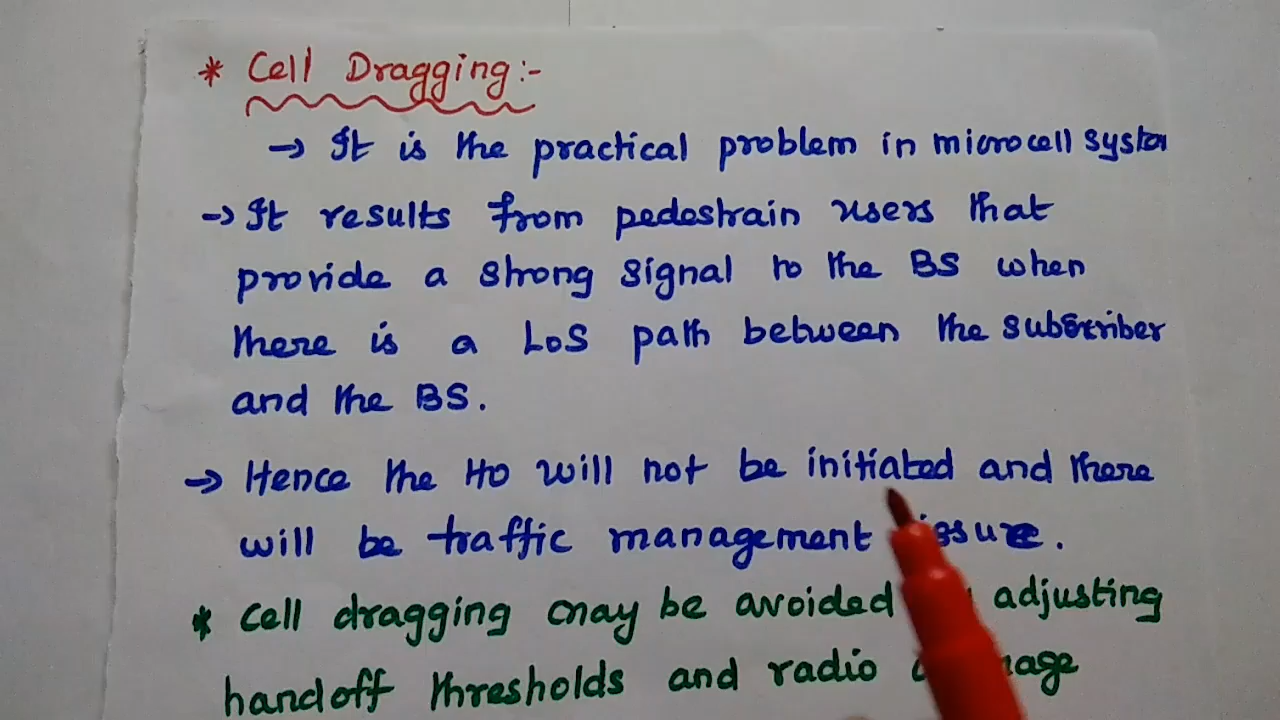 * Cell Dragging:-
→ It is the practical problem in microcell system
→ It results from pedestrain users that
provide a strong signal to the BS when
there is a LoS path between the subscriber
and the BS.
→ Hence the HO will not be initiated and there
will be traffic management issue.
* Cell dragging may be avoided adjusting
handoff thresholds and radio